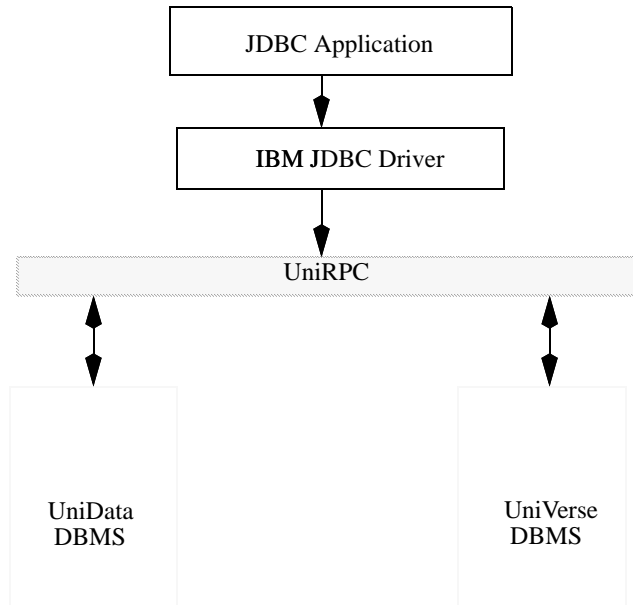 JDBC Application
IBM JDBC Driver
UniRPC
UniData
DBMS
UniVerse
DBMS